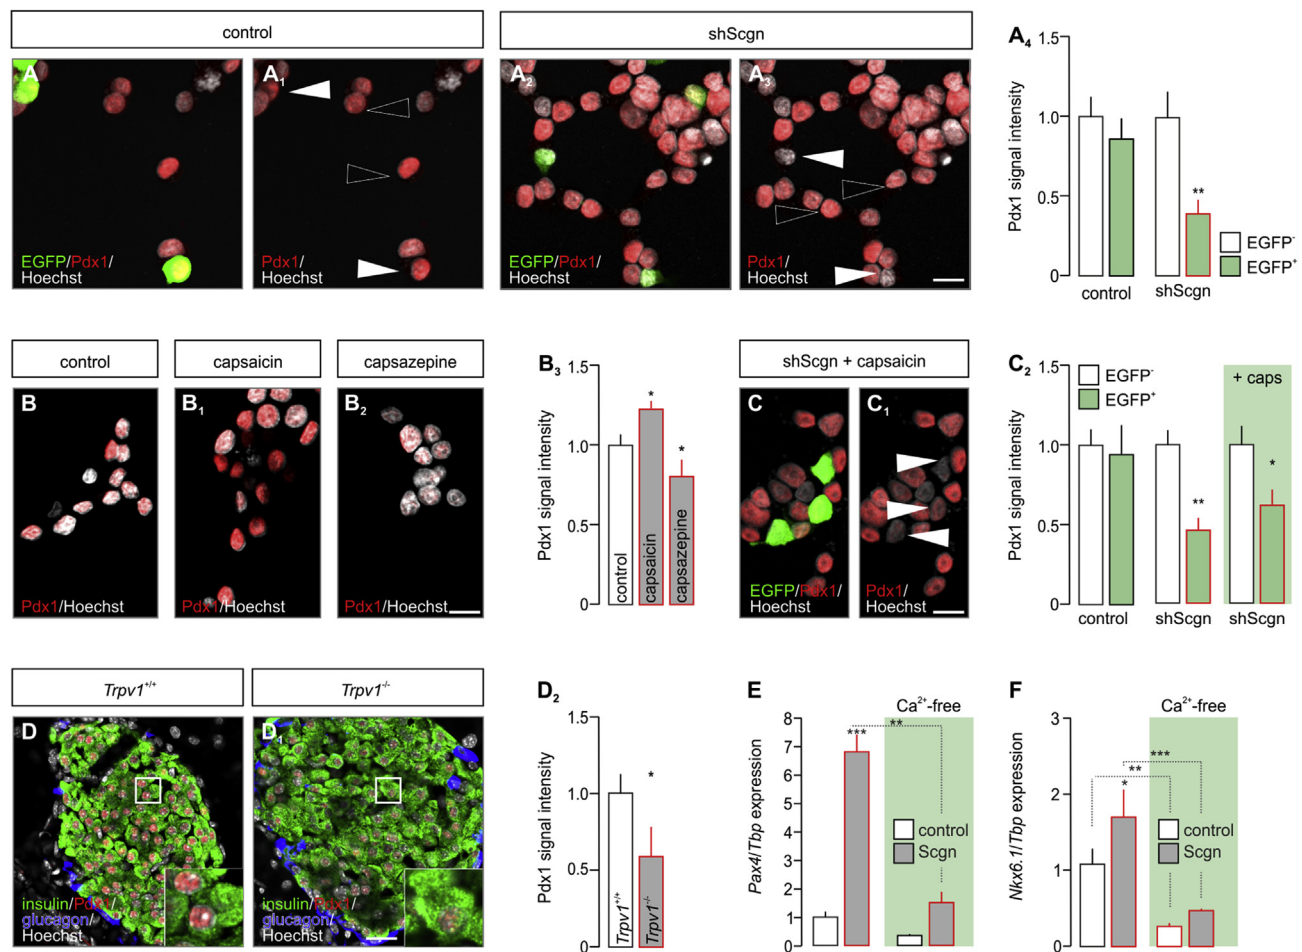 control
shScgn
A
A1
A2
A3
EGFP/Pdx1/
Hoechst
Pdx1/
Hoechst
EGFP/Pdx1/
Hoechst
Pdx1/
Hoechst
A4
Pdx1 signal intensity
1.5
1.0
0.5
0
**
EGFP-
EGFP+
control
shScgn
control
capsaicin
capsazepine
B
B1
B2
Pdx1/Hoechst
Pdx1/Hoechst
Pdx1/Hoechst
B3
Pdx1 signal intensity
1.5
1.0
0.5
0
*
*
control
capsaicin
capsazepine
shScgn + capsaicin
C
C1
EGFP/Pdx1/
Hoechst
Pdx1/
Hoechst
C2
Pdx1 signal intensity
1.5
1.0
0.5
0
EGFP-
EGFP+
+ caps
**
*
control
shScgn
shScgn
Trpv1+/+
Trpv1-/-
D
D1
insulin/Pdx1/
glucagon/
Hoechst
insulin/Pdx1/
glucagon/
Hoechst
D2
Pdx1 signal intensity
1.5
1.0
0.5
0
*
Trpv1+/+
Trpv1-/-
E
Pax4/Tbp expression
Ca2+-free
8
7
6
5
4
3
2
1
0
***
**
control
Scgn
F
Nkx6.1/Tbp expression
Ca2+-free
3
2
1
0
***
**
*
control
Scgn